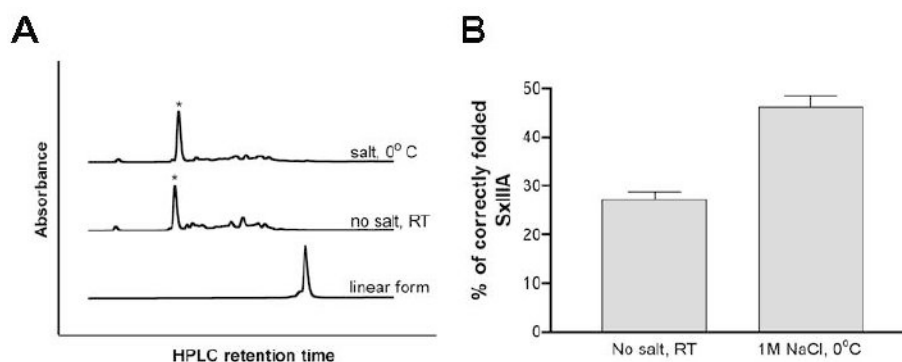 A
Absorbance
*
salt, 0° C
*
no salt, RT
linear form
HPLC retention time
B
% of correctly folded
SxIIIA
50
40
30
20
10
0
No salt, RT
1M NaCl, 0°C